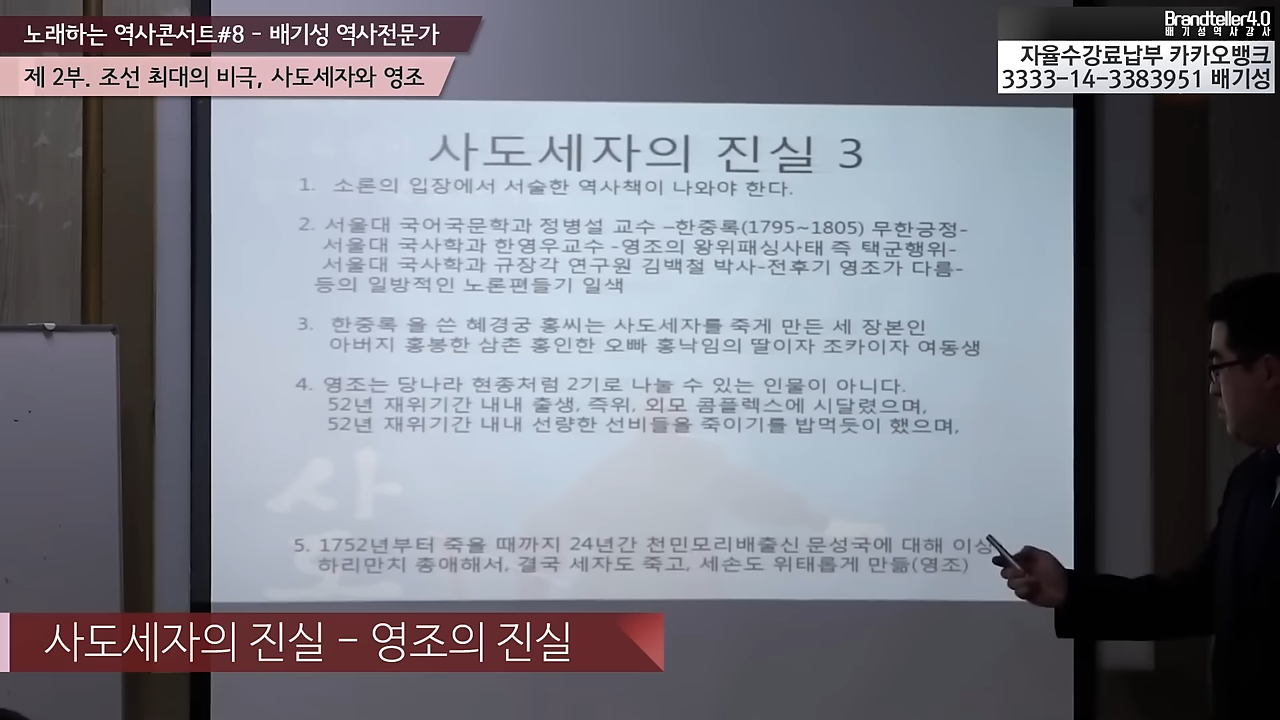 노래하는 역사콘서트#8 - 배기성 역사전문가
제 2부. 조선 최대의 비극, 사도세자와 영조
Brandteller4.0
배기성역사강사
자율수강료납부 카카오뱅크
3333-14-3383951 배기성
사도세자의 진실 3
1. 소론의 입장에서 서술한 역사책이 나와야 한다.
2. 서울대 국어국문학과 정병설 교수 –한중록(1795~1805) 무한긍정-
서울대 국사학과 한영우교수 -영조의 왕위패싱사태 즉 택군행위-
서울대 국사학과 규장각 연구원 김백철 박사-전후기 영조가 다름-
등의 일방적인 노론편들기 일색
3. 한중록 을 쓴 혜경궁 홍씨는 사도세자를 죽게 만든 세 장본인
아버지 홍봉한 삼촌 홍인한 오빠 홍낙임의 딸이자 조카이자 여동생
4. 영조는 당나라 현종처럼 2기로 나눌 수 있는 인물이 아니다.
52년 재위기간 내내 출생, 즉위, 외모 콤플렉스에 시달렸으며,
52년 재위기간 내내 선량한 선비들을 죽이기를 밥먹듯이 했으며,
사
도
5. 1752년부터 죽을 때까지 24년간 천민모리배출신 문성국에 대해 이상
하리만치 총애해서, 결국 세자도 죽고, 세손도 위태롭게 만듦(영조)
사도세자의 진실 – 영조의 진실